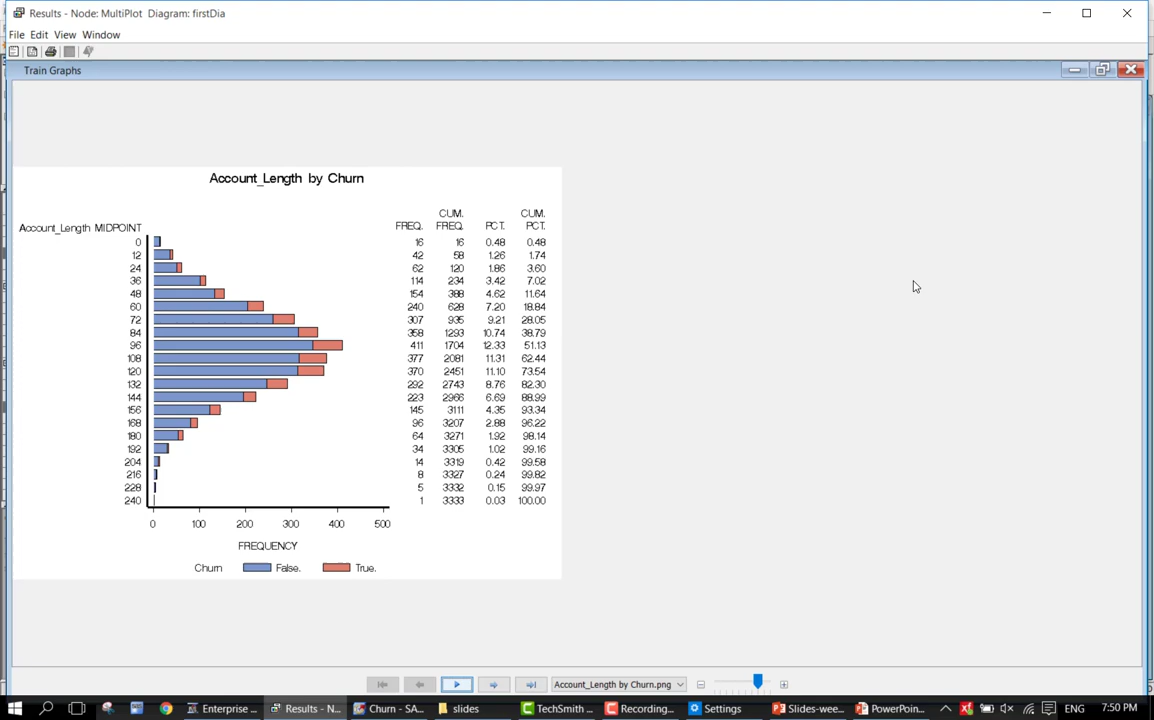 Results - Node: MultiPlot Diagram: firstDia
File Edit View Window
Train Graphs
Account_Length by Churn
Account_Length MIDPOINT FREQ. CUM. FREQ. PCT. CUM. PCT.
0 16 16 0.48 0.48
12 42 58 1.26 1.74
24 62 120 1.86 3.60
36 114 234 3.42 7.02
48 154 388 4.62 11.64
60 240 628 7.20 18.84
72 307 935 9.21 28.05
84 358 1293 10.74 38.79
96 411 1704 12.33 51.13
108 377 2081 11.31 62.44
120 370 2451 11.10 73.54
132 292 2743 8.76 82.30
144 223 2966 6.69 88.99
156 145 3111 4.35 93.34
168 96 3207 2.88 96.22
180 64 3271 1.92 98.14
192 34 3305 1.02 99.16
204 14 3319 0.42 99.58
216 8 3327 0.24 99.82
228 5 3332 0.15 99.97
240 1 3333 0.03 100.00
0 100 200 300 400 500
FREQUENCY
Churn False. True.
Account_Length by Churn.png
Enterprise ... Results - N... Churn - SA... slides TechSmith ... Recording... Settings Slides-wee... PowerPoin... ENG 7:50 PM